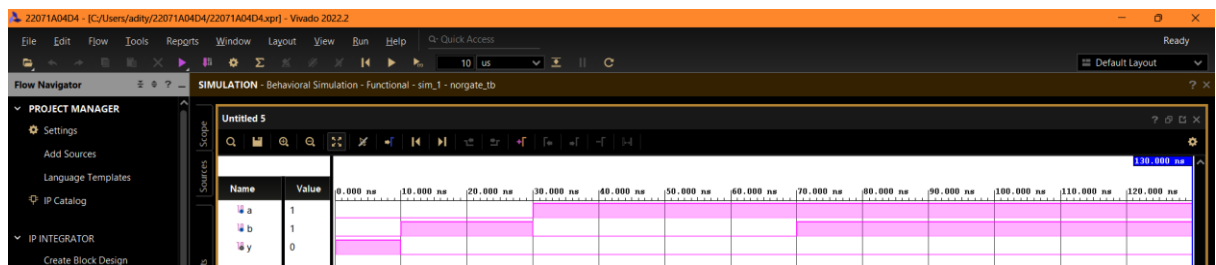 22071A04D4 - [C:/Users/adity/22071A04D4/22071A04D4.xpr] - Vivado 2022.2
File Edit Flow Tools Reports Window Layout View Run Help Q- Quick Access Ready
10 us Default Layout
Flow Navigator SIMULATION - Behavioral Simulation - Functional - sim_1 - norgate_tb
PROJECT MANAGER
Settings
Add Sources
Language Templates
IP Catalog
IP INTEGRATOR
Create Block Design
Scope
Sources
Untitled 5
130.000 ns
Name Value 0.000 ns 10.000 ns 20.000 ns 30.000 ns 40.000 ns 50.000 ns 60.000 ns 70.000 ns 80.000 ns 90.000 ns 100.000 ns 110.000 ns 120.000 ns
a 1
b 1
y 0